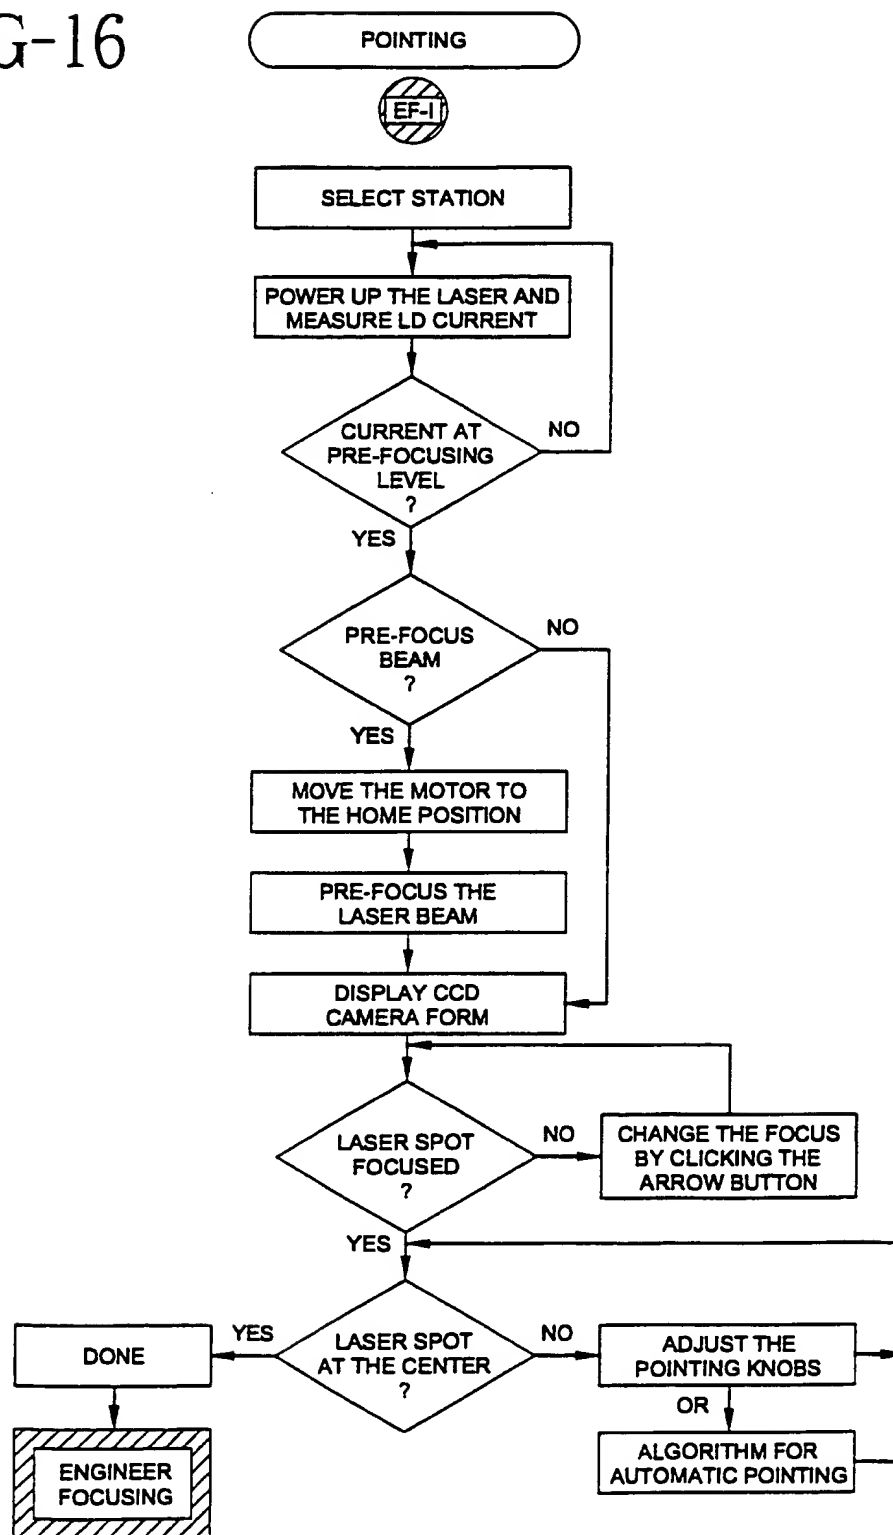 G-16
POINTING
EF-I
SELECT STATION
POWER UP THE LASER AND
MEASURE LD CURRENT
CURRENT AT
PRE-FOCUSING
LEVEL
?
NO
YES
PRE-FOCUS
BEAM
?
NO
YES
MOVE THE MOTOR TO
THE HOME POSITION
PRE-FOCUS THE
LASER BEAM
DISPLAY CCD
CAMERA FORM
LASER SPOT
FOCUSED
?
NO
CHANGE THE FOCUS
BY CLICKING THE
ARROW BUTTON
YES
LASER SPOT
AT THE CENTER
?
YES
DONE
NO
ADJUST THE
POINTING KNOBS
OR
ALGORITHM FOR
AUTOMATIC POINTING
ENGINEER
FOCUSING